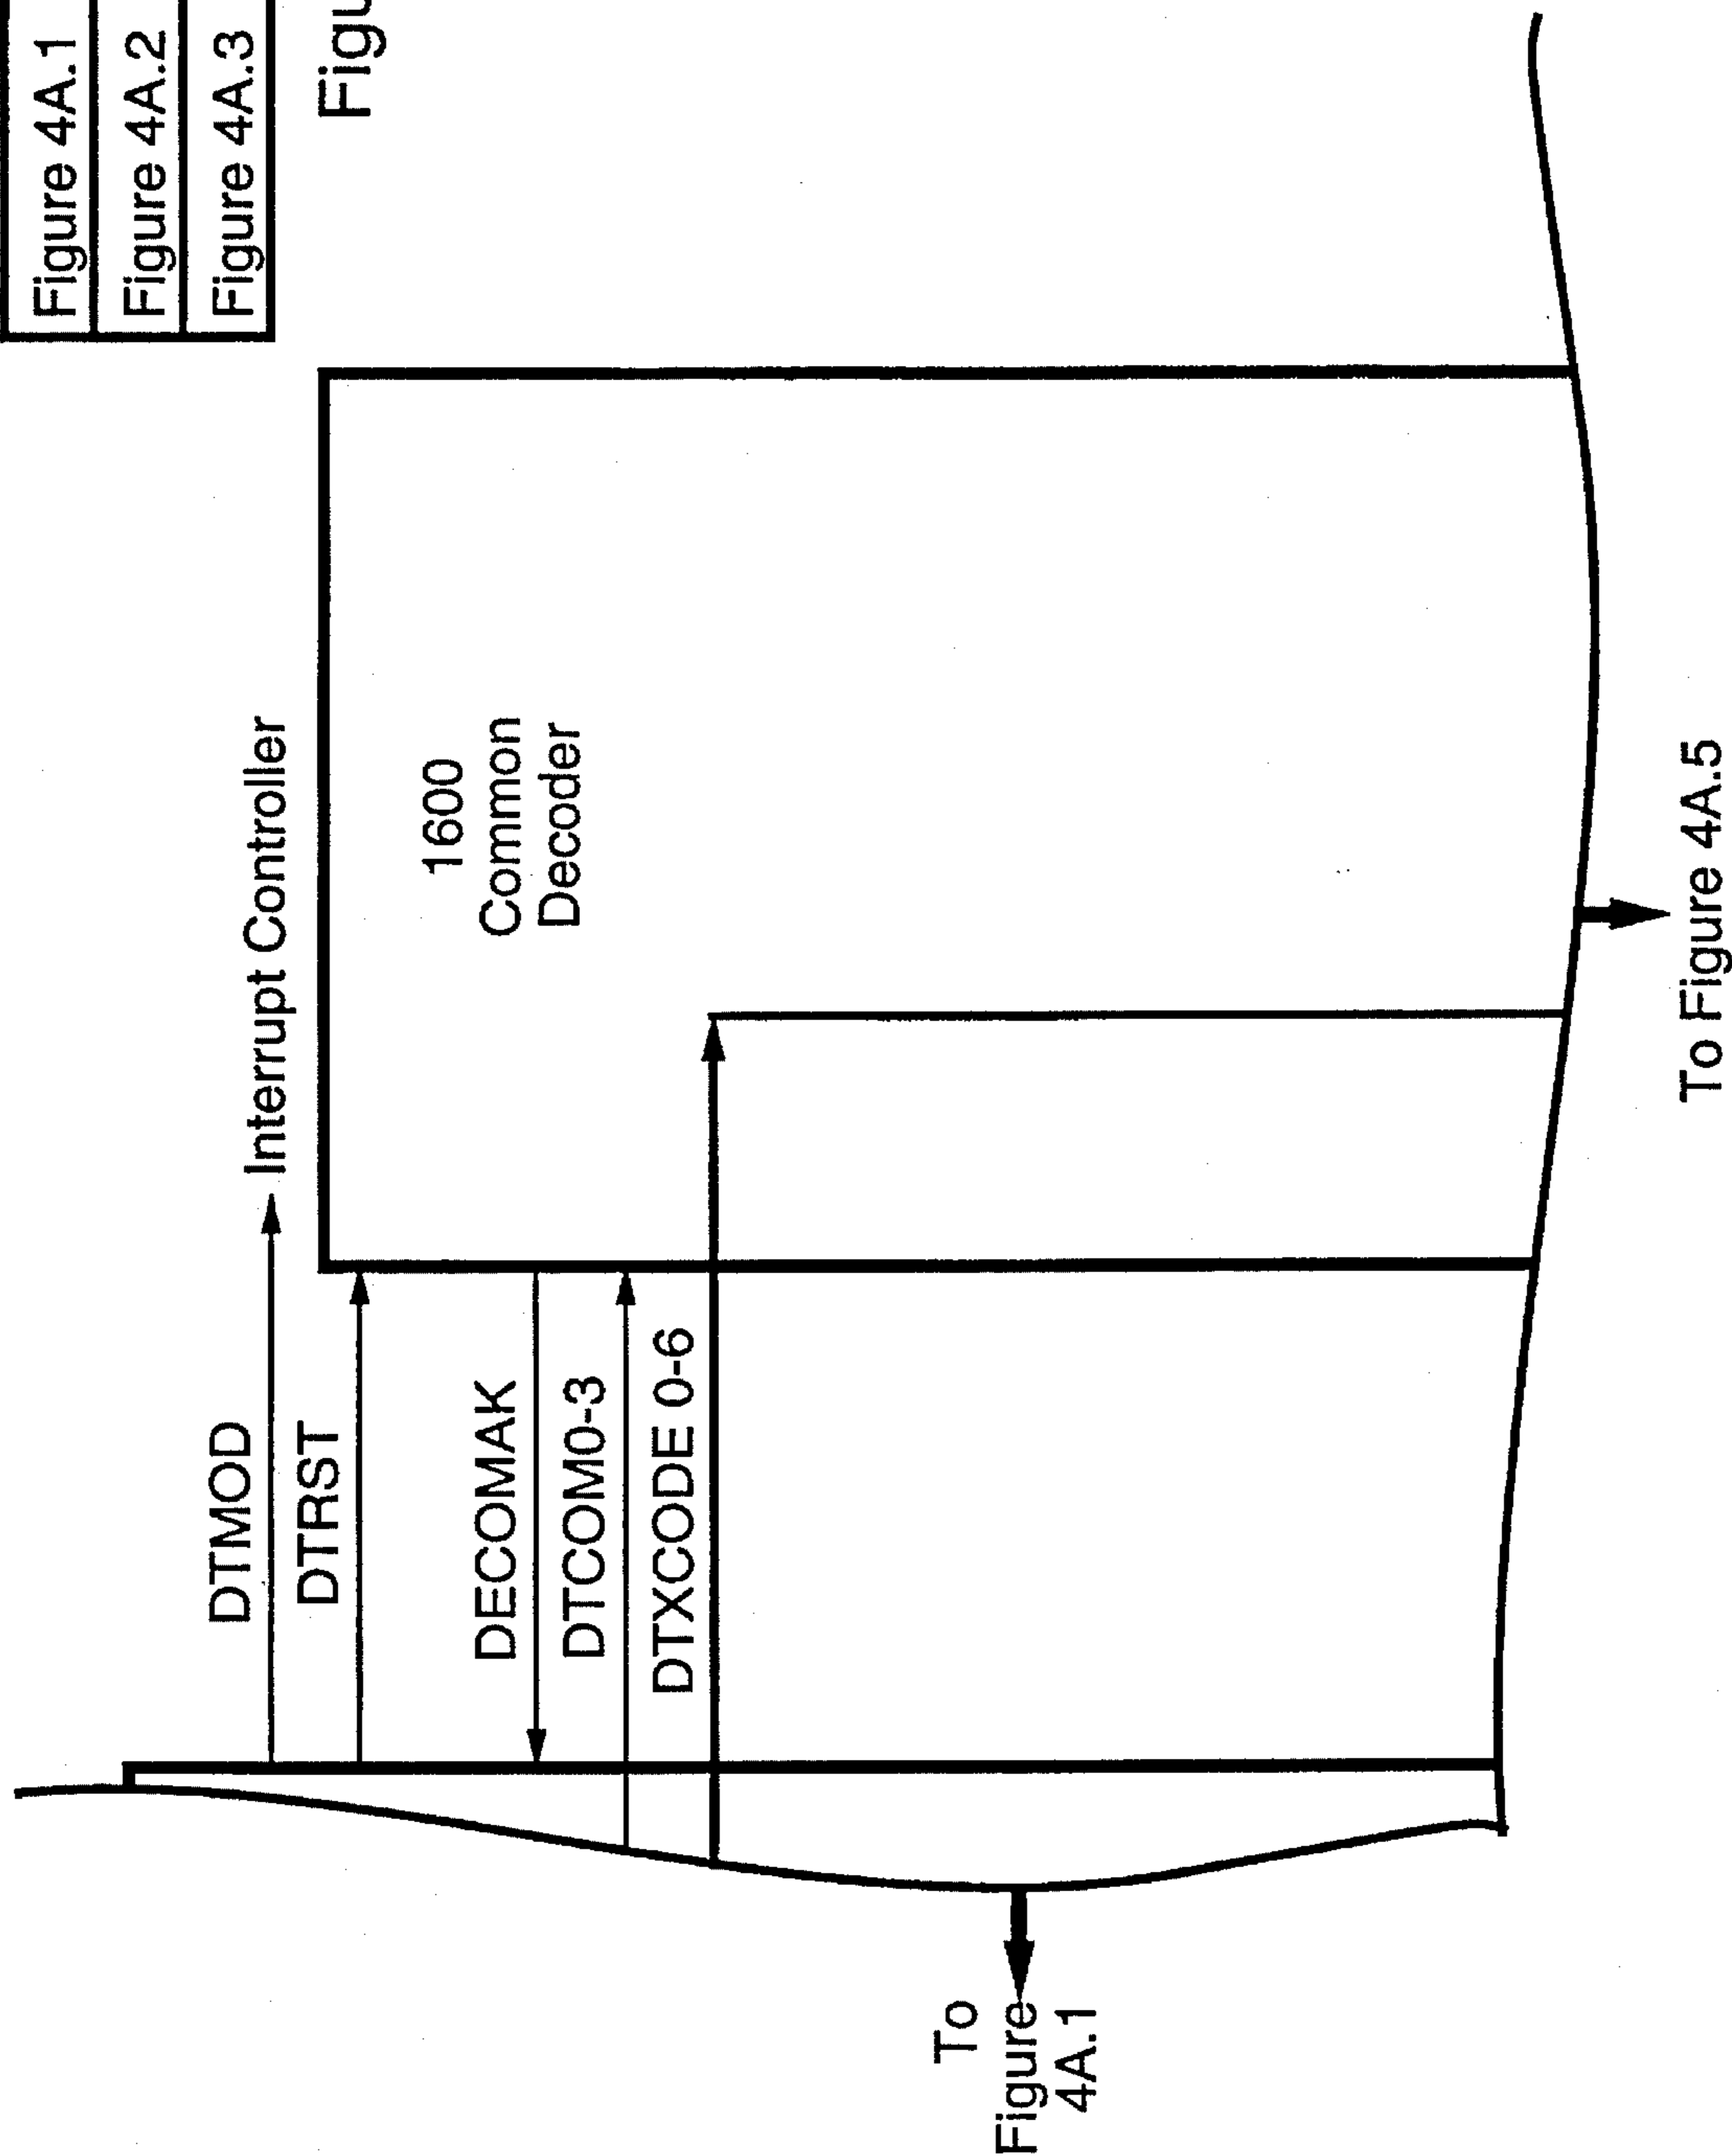 Figure 4A.1
Figure 4A.2
Figure 4A.3
DTMOD
Interrupt Controller
DTRST
1600
Common
Decoder
DECOMAK
DTCOM0-3
DTXCODE 0-6
To
Figure
4A.1
To Figure 4A.5